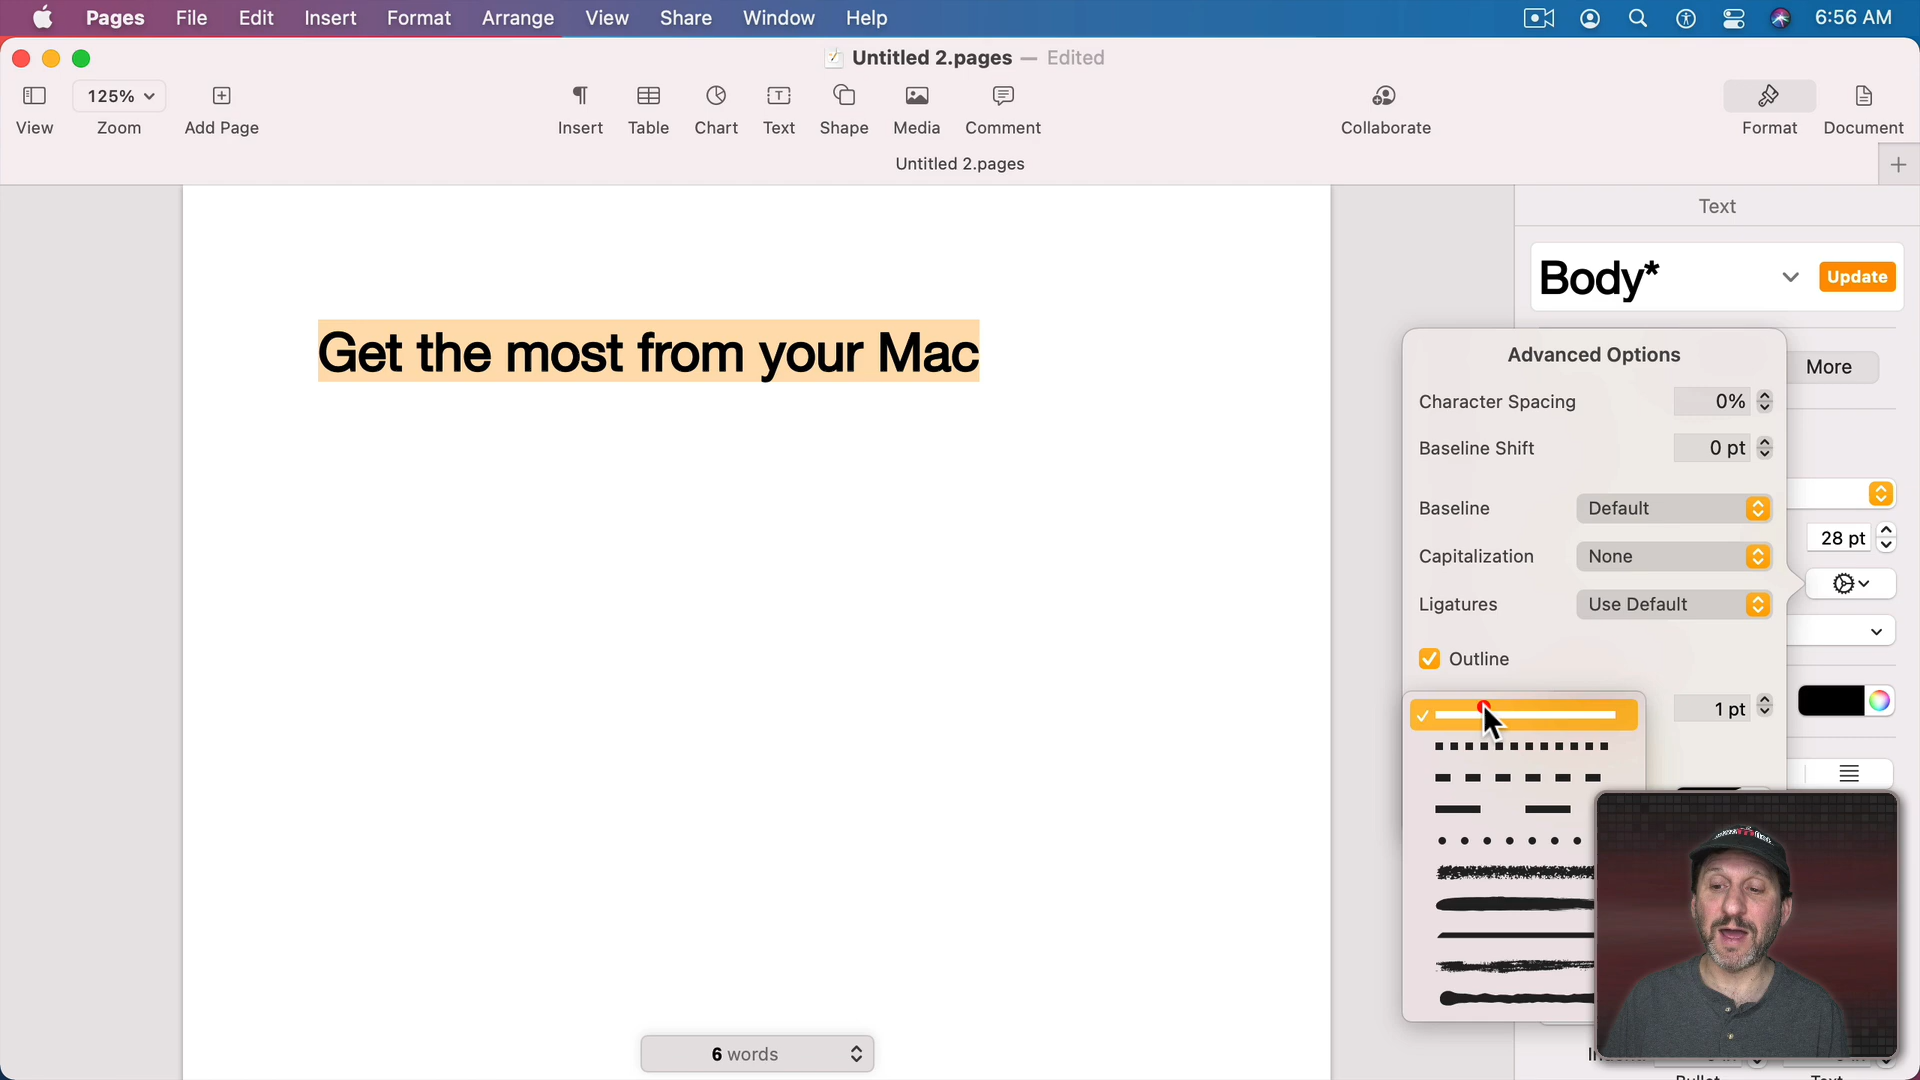 Pages File Edit Insert Format Arrange View Share Window Help 6:56 AM
Untitled 2.pages — Edited
125%
View Zoom Add Page Insert Table Chart Text Shape Media Comment Collaborate Format Document
Untitled 2.pages
Text
Body* Update
Get the most from your Mac
Advanced Options
More
Character Spacing 0%
Baseline Shift 0 pt
Baseline Default
28 pt
Capitalization None
Ligatures Use Default
Outline
1 pt
6 words